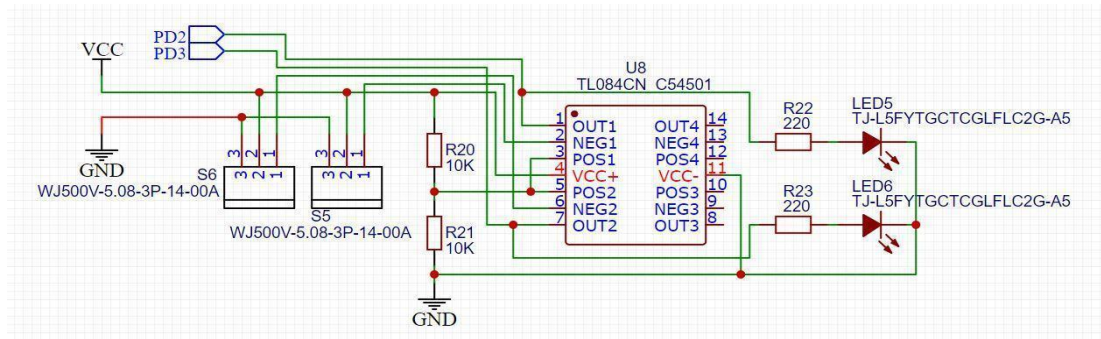 PD2
PD3
VCC
GND
3 2 1
S6
WJ500V-5.08-3P-14-00A
3 2 1
S5
WJ500V-5.08-3P-14-00A
R20
10K
R21
10K
GND
U8
TL084CN C54501
1 OUT1
2 NEG1
3 POS1
4 VCC+
5 POS2
6 NEG2
7 OUT2
OUT4 14
NEG4 13
POS4 12
VCC- 11
POS3 10
NEG3 9
OUT3 8
R22
220
LED5
TJ-L5FYTGCTCGLFLC2G-A5
R23
220
LED6
TJ-L5FYTGCTCGLFLC2G-A5